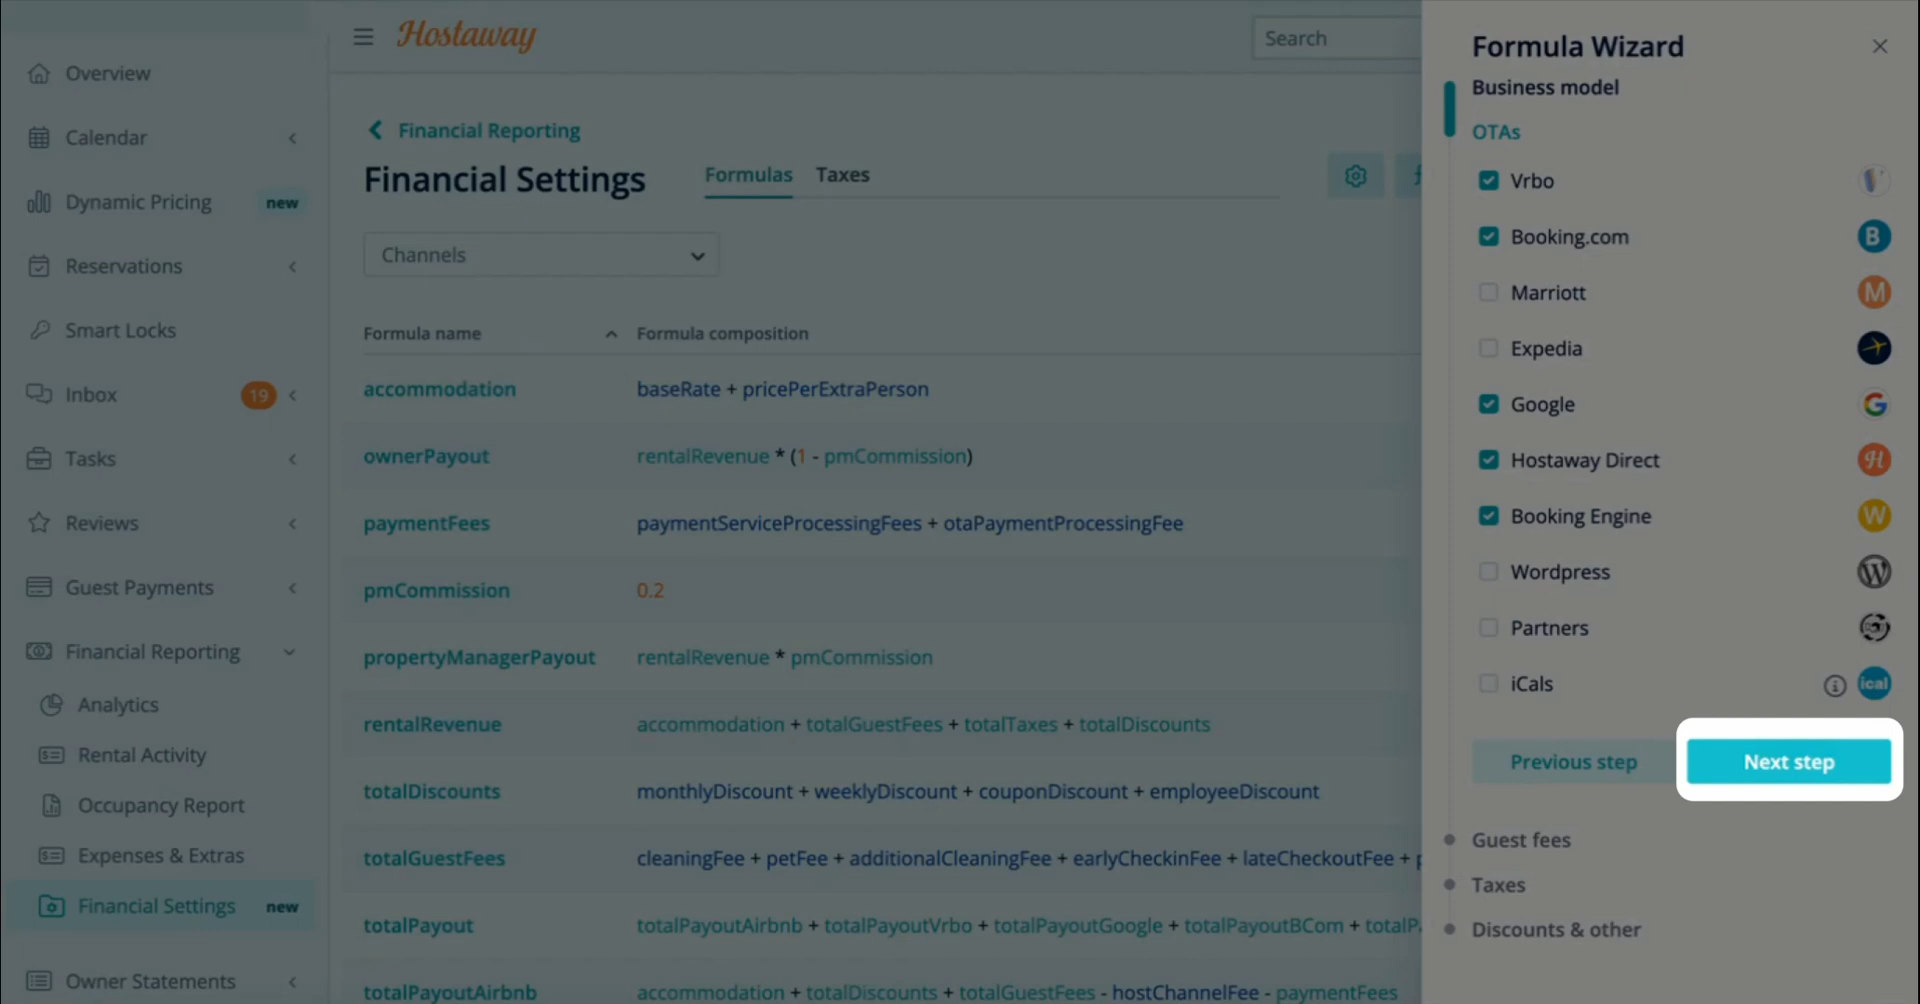 Overview
Calendar
Dynamic Pricing new
Reservations
Smart Locks
Inbox 19
Tasks
Reviews
Guest Payments
Financial Reporting
Analytics
Rental Activity
Occupancy Report
Expenses & Extras
Financial Settings new
Owner Statements
Hostaway
Search
Financial Reporting
Financial Settings
Formulas Taxes
Channels
Formula name Formula composition
accommodation baseRate + pricePerExtraPerson
ownerPayout rentalRevenue * (1 - pmCommission)
paymentFees paymentServiceProcessingFees + otaPaymentProcessingFee
pmCommission 0.2
propertyManagerPayout rentalRevenue * pmCommission
rentalRevenue accommodation + totalGuestFees + totalTaxes + totalDiscounts
totalDiscounts monthlyDiscount + weeklyDiscount + couponDiscount + employeeDiscount
totalGuestFees cleaningFee + petFee + additionalCleaningFee + earlyCheckinFee + lateCheckoutFee +
totalPayout totalPayoutAirbnb + totalPayoutVrbo + totalPayoutGoogle + totalPayoutBCom + totalP
totalPayoutAirbnb accommodation + totalDiscounts + totalGuestFees - hostChannelFee - paymentFees
Formula Wizard
Business model
OTAs
Vrbo
Booking.com B
Marriott M
Expedia
Google G
Hostaway Direct H
Booking Engine W
Wordpress W
Partners
iCals i ical
Previous step Next step
Guest fees
Taxes
Discounts & other